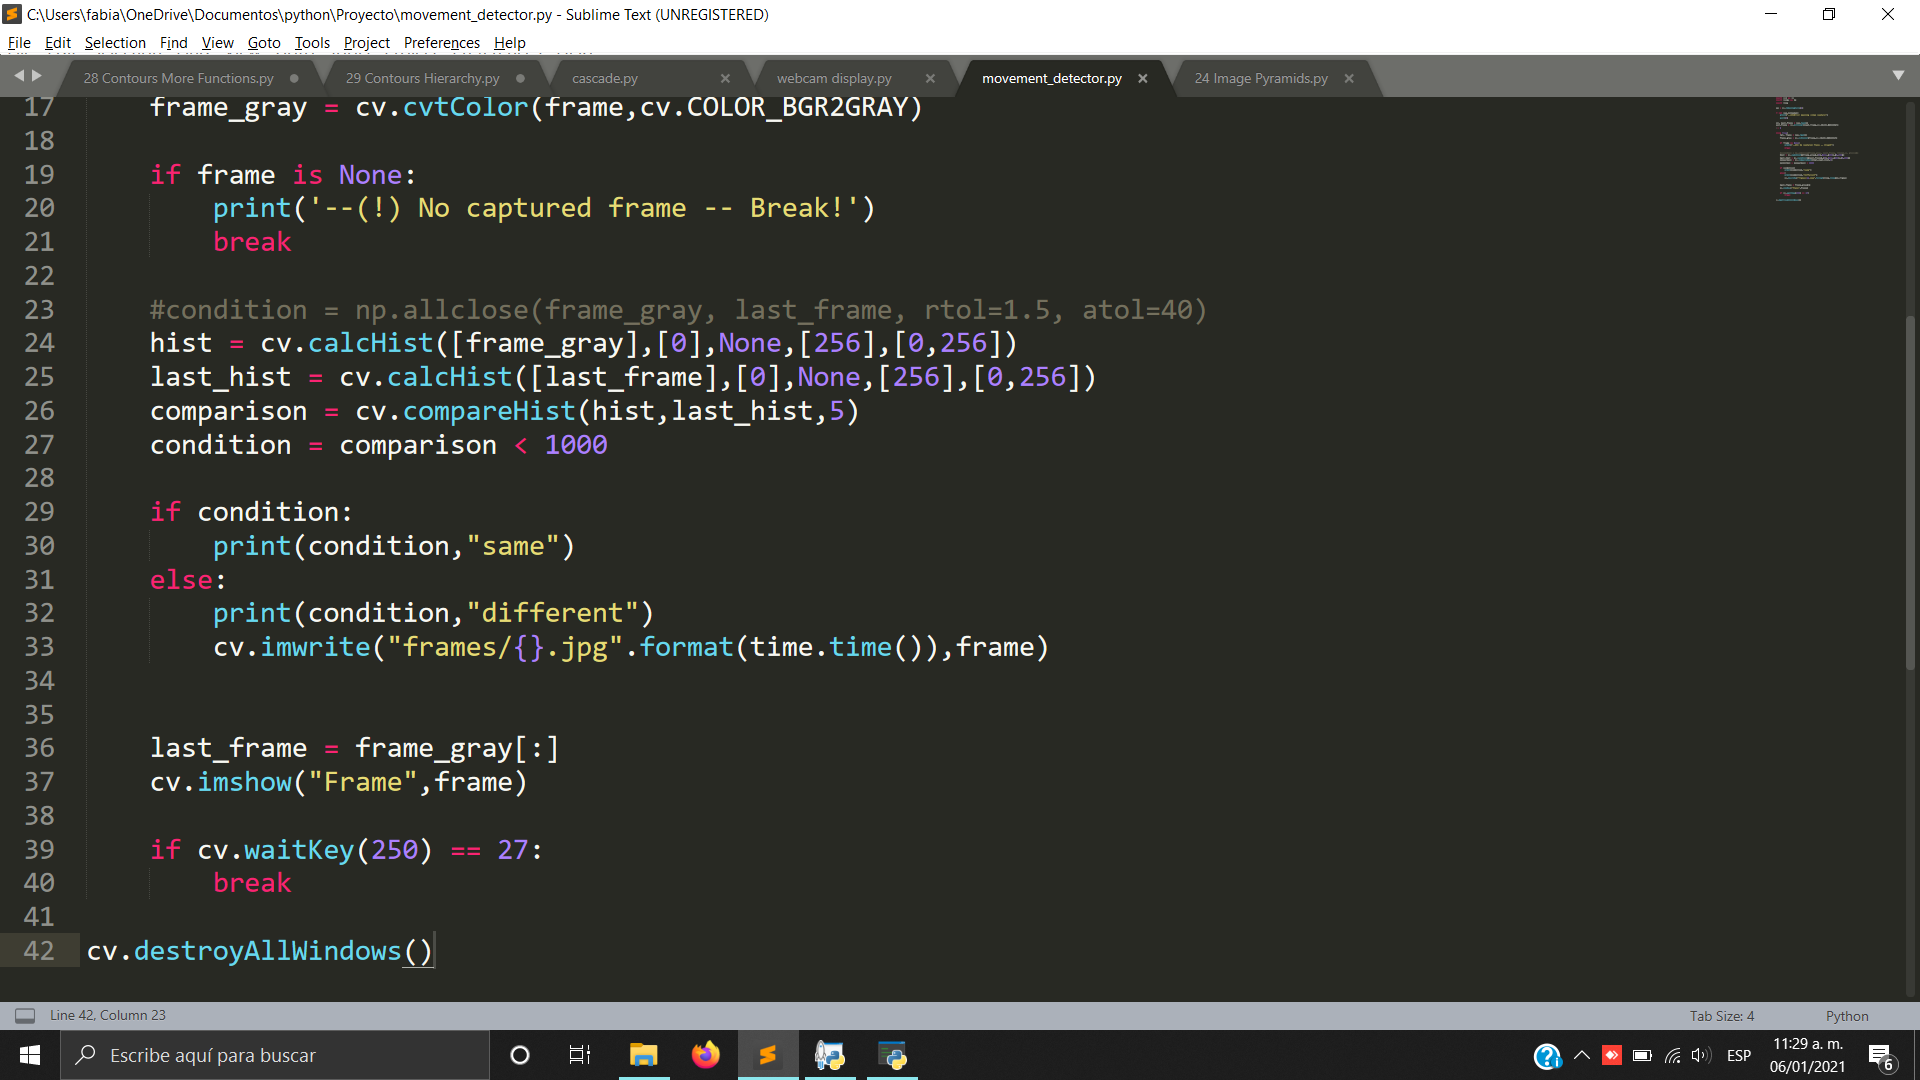 C:\Users\fabia\OneDrive\Documentos\python\Proyecto\movement_detector.py - Sublime Text (UNREGISTERED)
File Edit Selection Find View Goto Tools Project Preferences Help
28 Contours More Functions.py 29 Contours Hierarchy.py cascade.py webcam display.py movement_detector.py 24 Image Pyramids.py
17 frame_gray = cv.cvtColor(frame,cv.COLOR_BGR2GRAY)
18
19 if frame is None:
20 print('--(!) No captured frame -- Break!')
21 break
22
23 #condition = np.allclose(frame_gray, last_frame, rtol=1.5, atol=40)
24 hist = cv.calcHist([frame_gray],[0],None,[256],[0,256])
25 last_hist = cv.calcHist([last_frame],[0],None,[256],[0,256])
26 comparison = cv.compareHist(hist,last_hist,5)
27 condition = comparison < 1000
28
29 if condition:
30 print(condition,"same")
31 else:
32 print(condition,"different")
33 cv.imwrite("frames/{}.jpg".format(time.time()),frame)
34
35
36 last_frame = frame_gray[:]
37 cv.imshow("Frame",frame)
38
39 if cv.waitKey(250) == 27:
40 break
41
42 cv.destroyAllWindows()
Line 42, Column 23 Tab Size: 4 Python
Escribe aquí para buscar
ESP
11:29 a. m.
06/01/2021
6